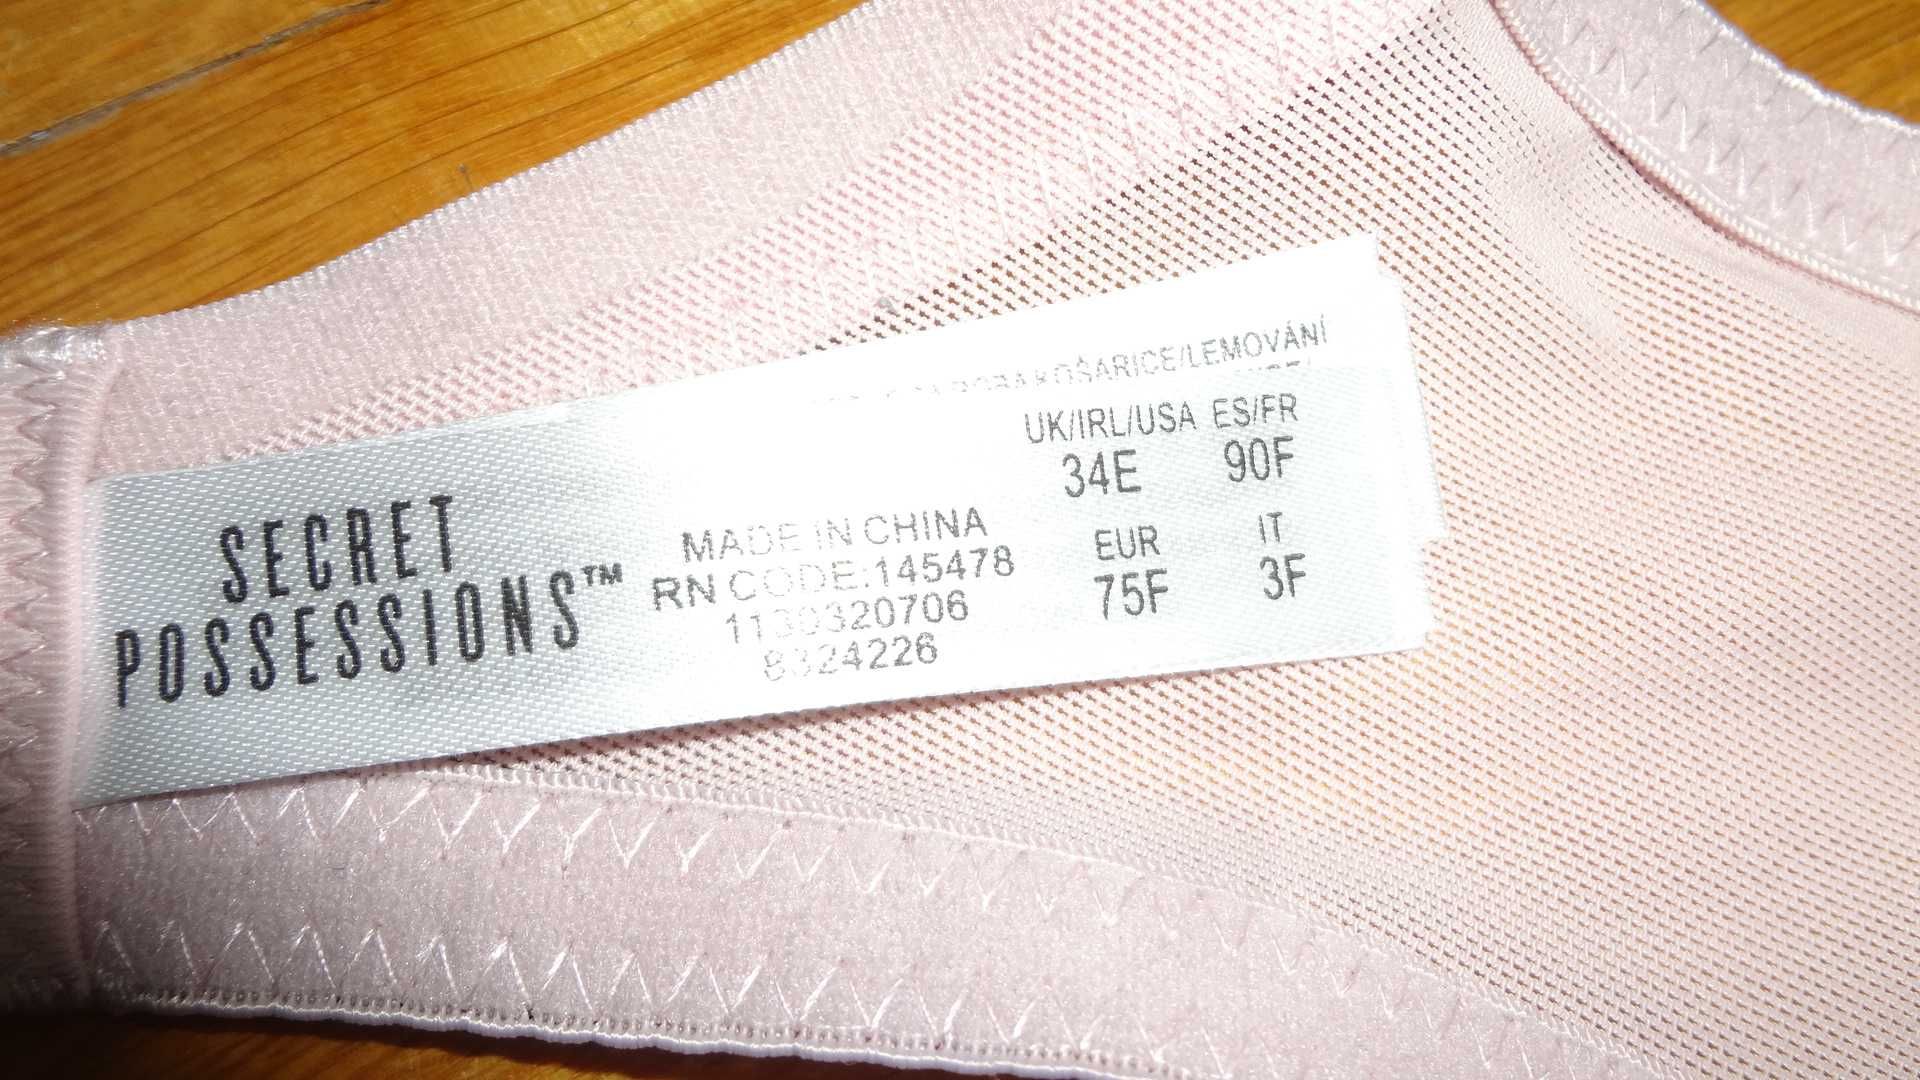 SECRET
POSSESSIONS™
MADE IN CHINA
RN CODE:145478
1130320706
8324226
KOŠARICE/LEMOVÁNÍ
UK/IRL/USA ES/FR
34E 90F
EUR IT
75F 3F